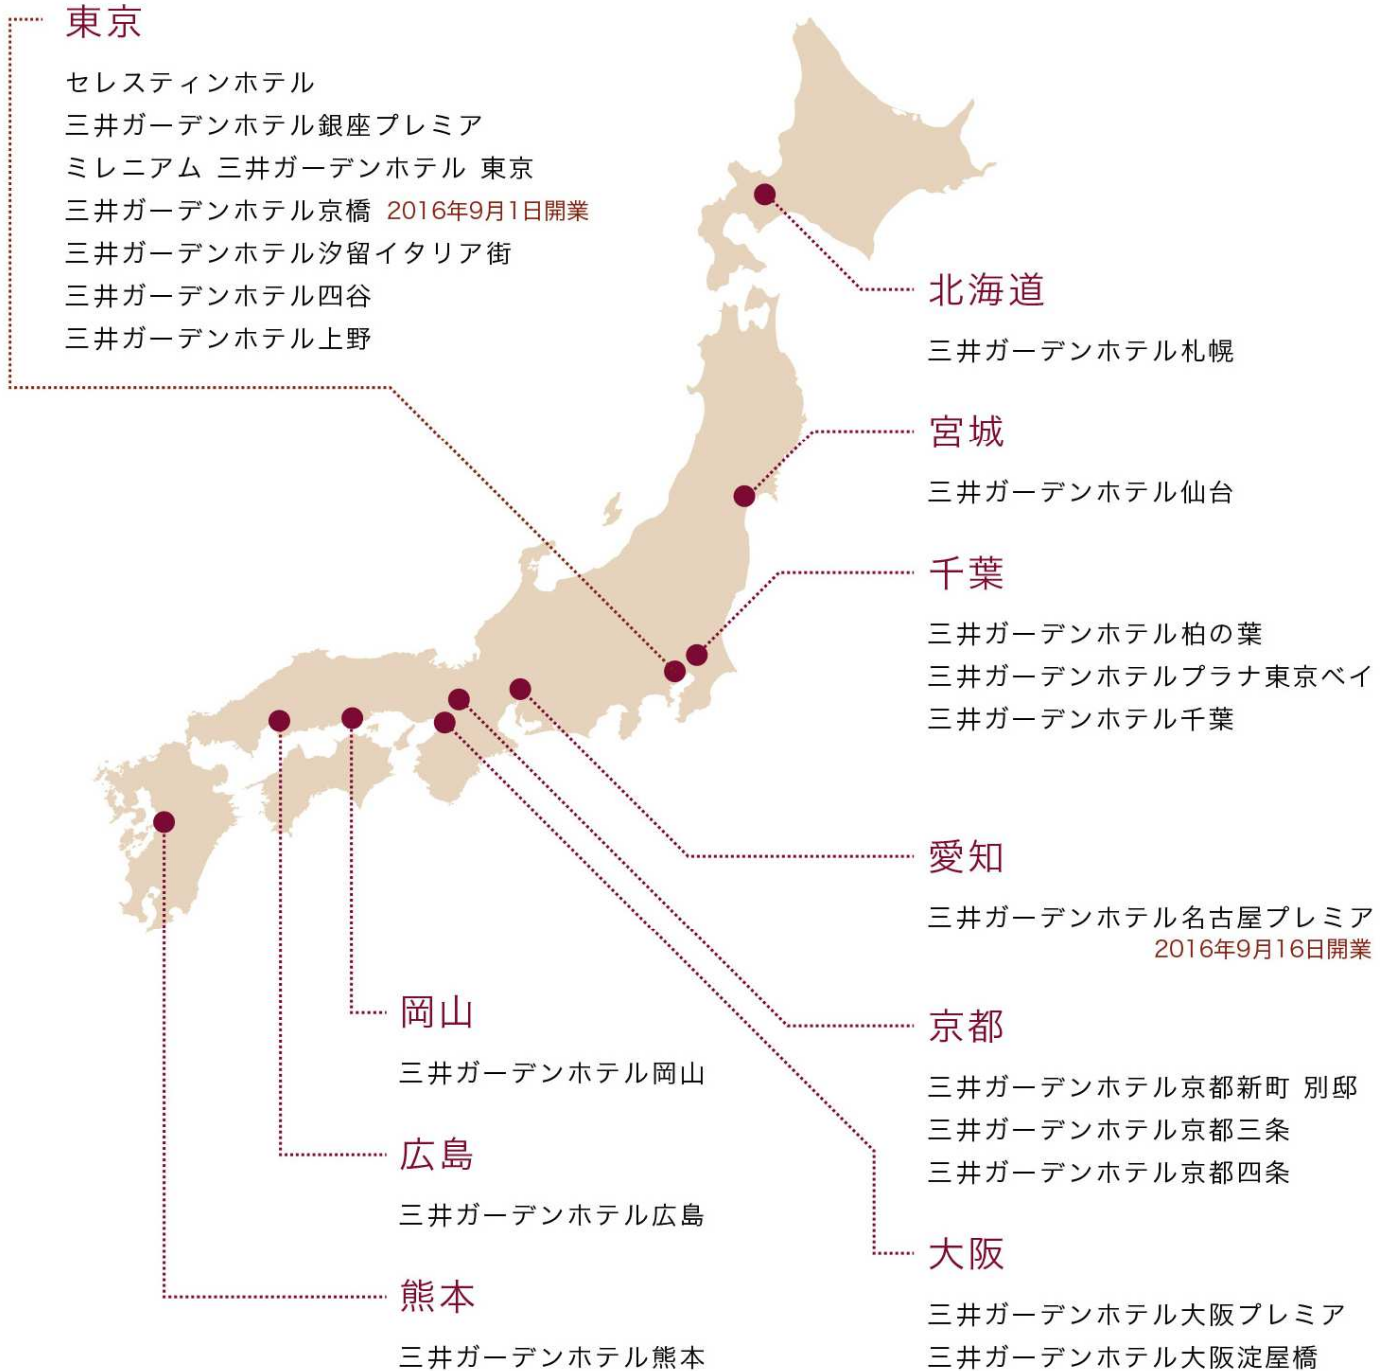 東京
セレスティンホテル
三井ガーデンホテル銀座プレミア
ミレニアム 三井ガーデンホテル 東京
三井ガーデンホテル京橋 2016年9月1日開業
三井ガーデンホテル汐留イタリア街
三井ガーデンホテル四谷
三井ガーデンホテル上野
北海道
三井ガーデンホテル札幌
宮城
三井ガーデンホテル仙台
千葉
三井ガーデンホテル柏の葉
三井ガーデンホテルプラナ東京ベイ
三井ガーデンホテル千葉
愛知
三井ガーデンホテル名古屋プレミア
2016年9月16日開業
京都
三井ガーデンホテル京都新町 別邸
三井ガーデンホテル京都三条
三井ガーデンホテル京都四条
大阪
三井ガーデンホテル大阪プレミア
三井ガーデンホテル大阪淀屋橋
岡山
三井ガーデンホテル岡山
広島
三井ガーデンホテル広島
熊本
三井ガーデンホテル熊本